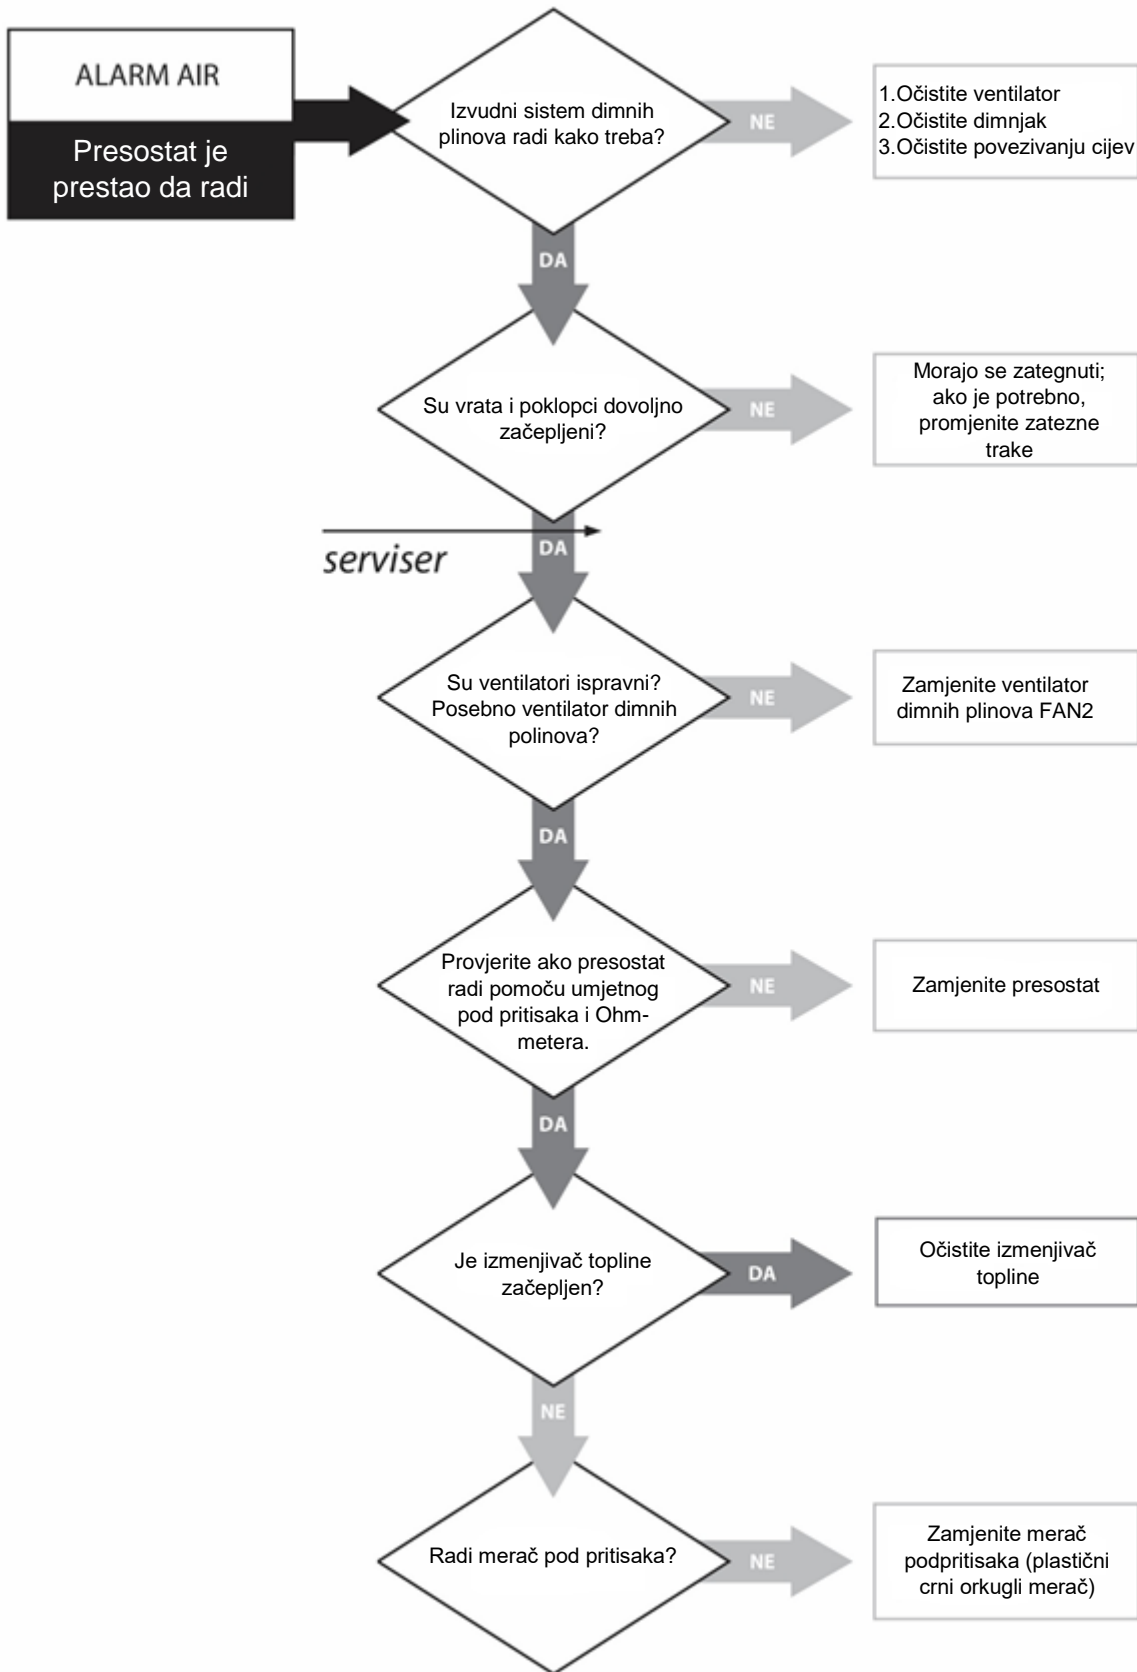 ALARM AIR
Presostat je
prestao da radi
Izvudni sistem dimnih
plinova radi kako treba?
NE
1.Očistite ventilator
2.Očistite dimnjak
3.Očistite povezivanju cijev
DA
Su vrata i poklopci dovoljno
začepljeni?
NE
Morajo se zategnuti;
ako je potrebno,
promjenite zatezne
trake
serviser
DA
Su ventilatori ispravni?
Posebno ventilator dimnih
polinova?
NE
Zamjenite ventilator
dimnih plinova FAN2
DA
Provjerite ako presostat
radi pomoču umjetnog
pod pritisaka i Ohm-
metera.
NE
Zamjenite presostat
DA
Je izmenjivač topline
začepljen?
DA
Očistite izmenjivač
topline
NE
Radi merač pod pritisaka?
NE
Zamjenite merač
podpritisaka (plastični
crni orkugli merač)